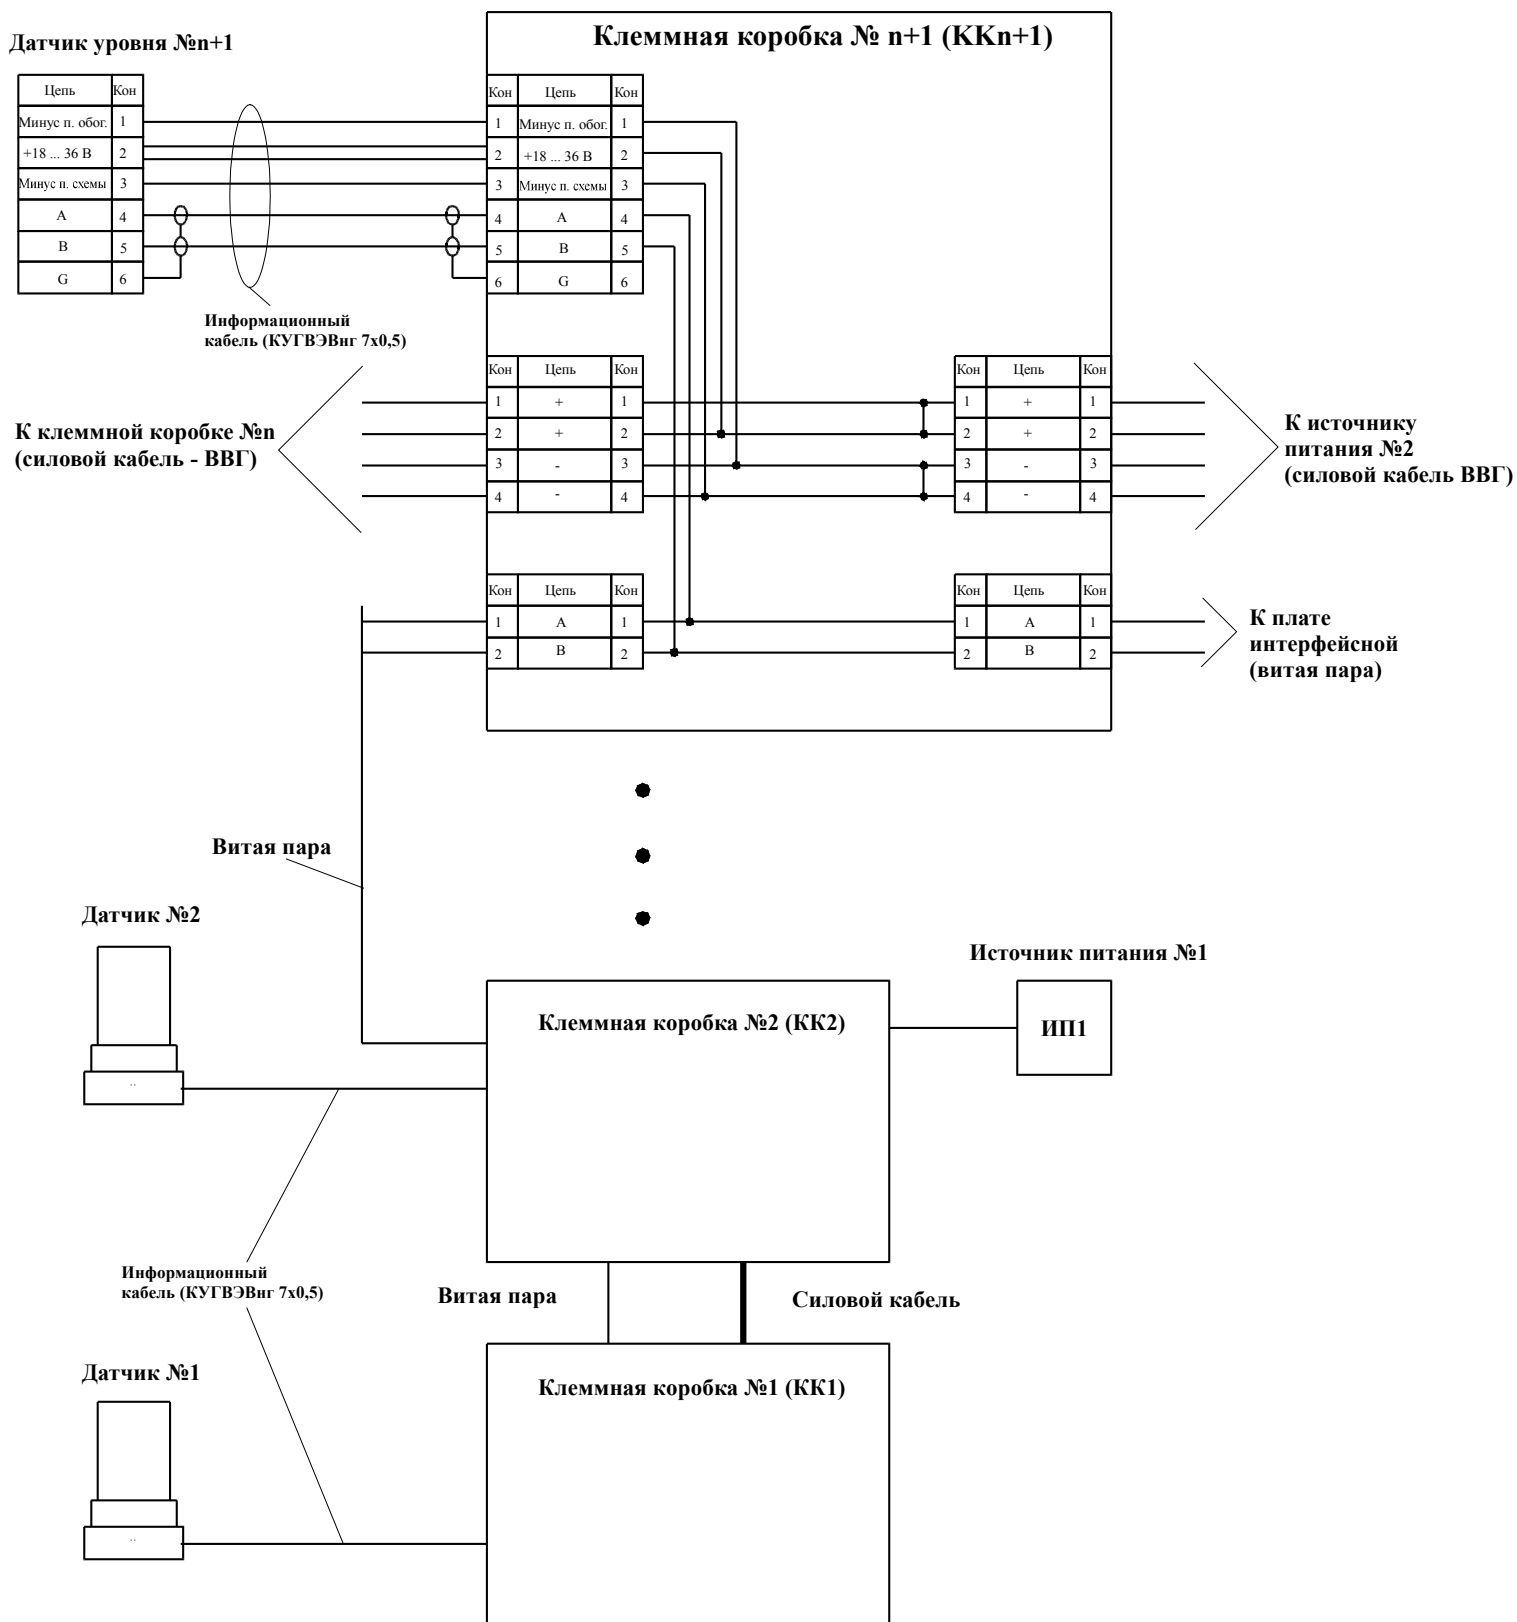 Клеммная коробка № n+1 (KKn+1)
Датчик уровня №n+1
Цепь Кон
Минус п. обог. 1
+18 ... 36 В 2
Минус п. схемы 3
A 4
B 5
G 6
Кон Цепь Кон
1 Минус п. обог. 1
2 +18 ... 36 В 2
3 Минус п. схемы 3
4 A 4
5 B 5
6 G 6
Информационный
кабель (КУГВЭВнг 7х0,5)
К клеммной коробке №n
(силовой кабель - ВВГ)
Кон Цепь Кон
1 + 1
2 + 2
3 - 3
4 - 4
Кон Цепь Кон
1 + 1
2 + 2
3 - 3
4 - 4
К источнику
питания №2
(силовой кабель ВВГ)
Кон Цепь Кон
1 A 1
2 B 2
Кон Цепь Кон
1 A 1
2 B 2
К плате
интерфейсной
(витая пара)
Витая пара
Датчик №2
Источник питания №1
Клеммная коробка №2 (КК2)
ИП1
Информационный
кабель (КУГВЭВнг 7х0,5)
Витая пара
Силовой кабель
Датчик №1
Клеммная коробка №1 (КК1)